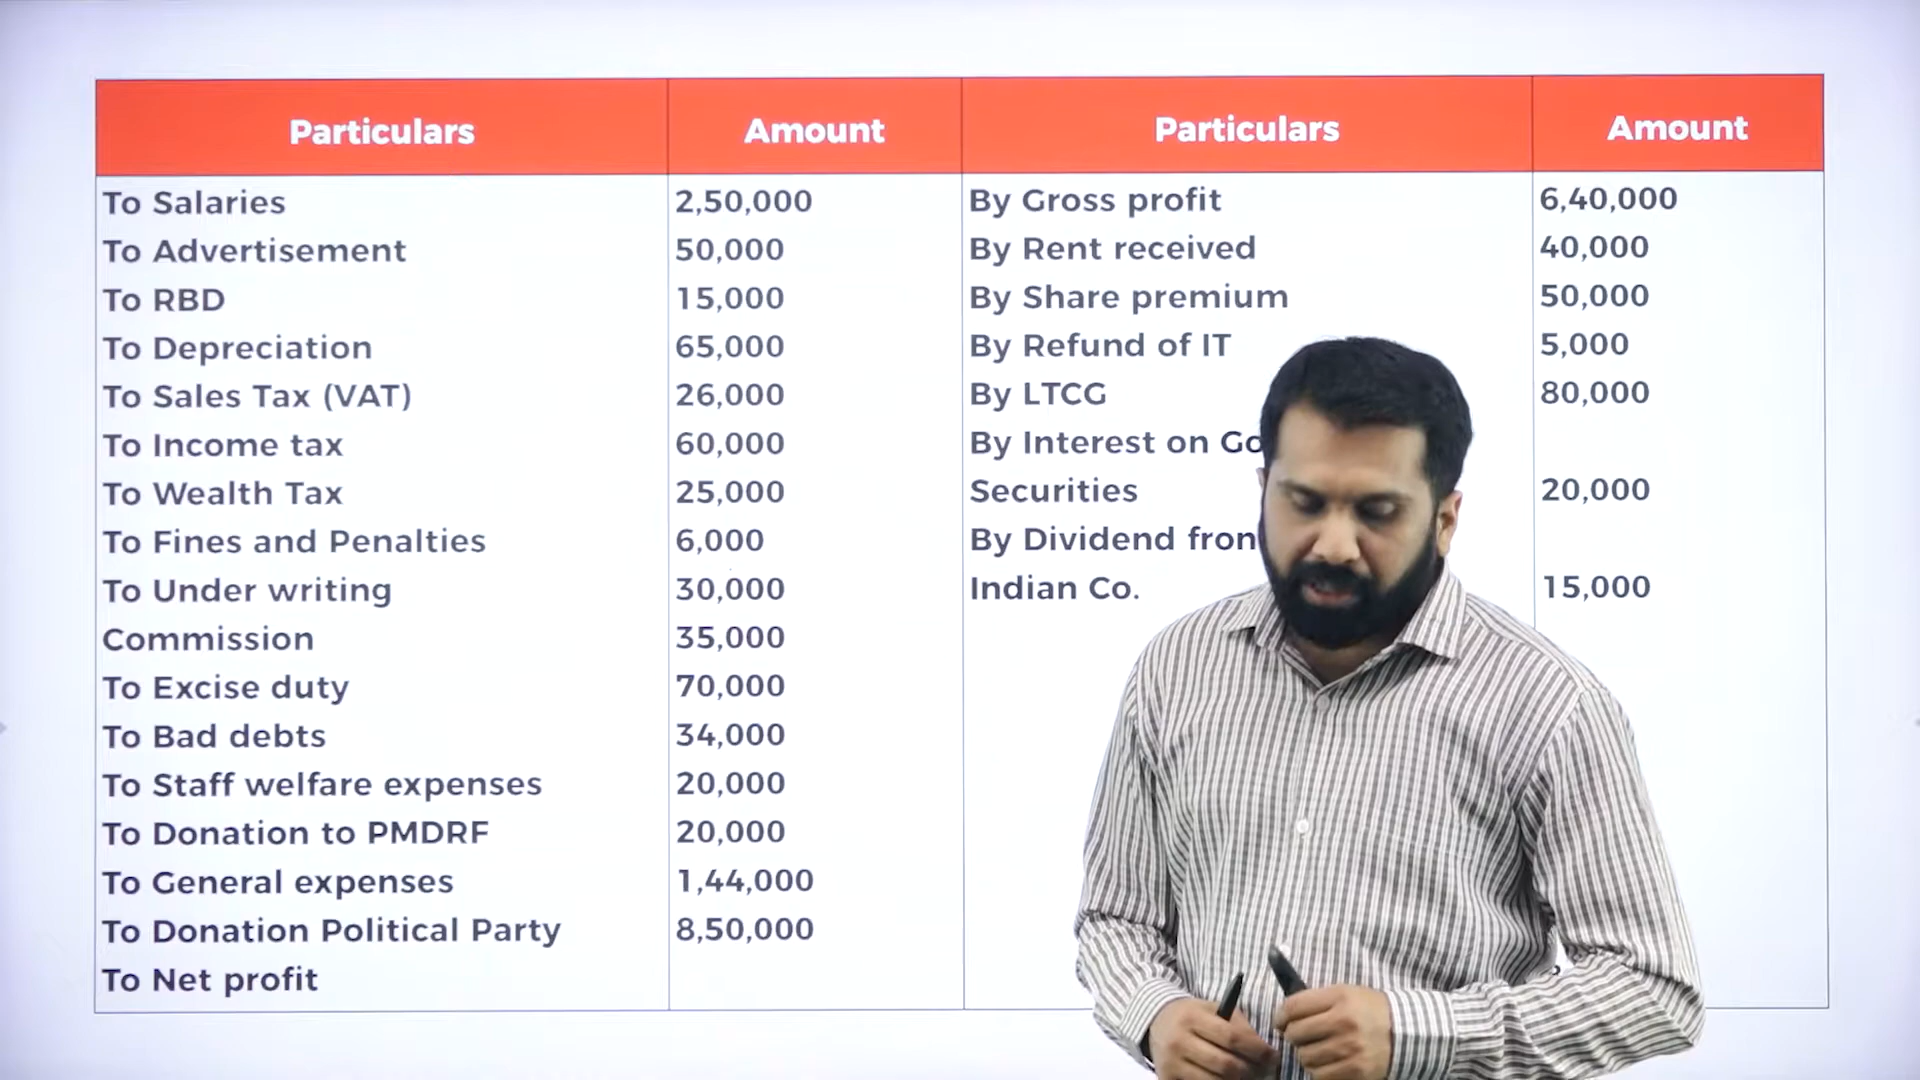 Particulars Amount Particulars Amount
To Salaries 2,50,000 By Gross profit 6,40,000
To Advertisement 50,000 By Rent received 40,000
To RBD 15,000 By Share premium 50,000
To Depreciation 65,000 By Refund of IT 5,000
To Sales Tax (VAT) 26,000 By LTCG 80,000
To Income tax 60,000 By Interest on
To Wealth Tax 25,000 Securities 20,000
To Fines and Penalties 6,000 By Dividend
To Under writing 30,000 Indian Co. 15,000
Commission 35,000
To Excise duty 70,000
To Bad debts 34,000
To Staff welfare expenses 20,000
To Donation to PMDRF 20,000
To General expenses 1,44,000
To Donation Political Party 8,50,000
To Net profit